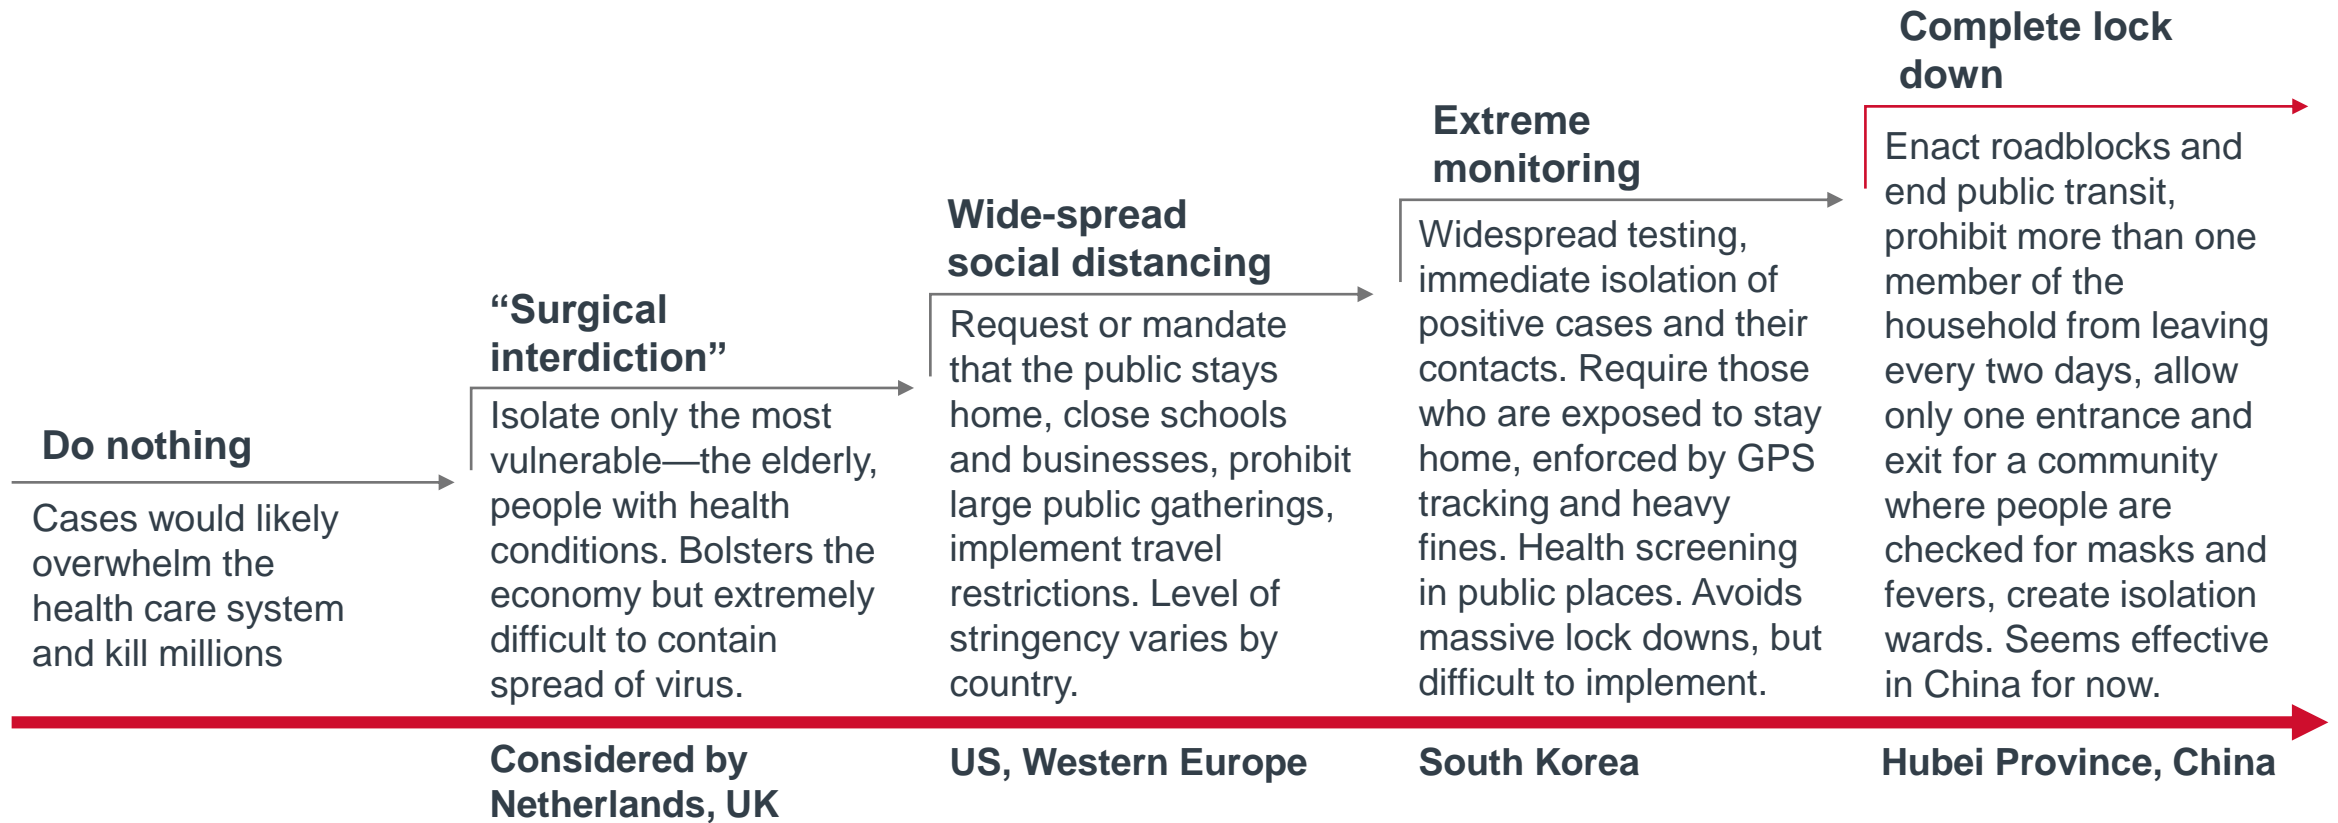 Do nothing
Cases would likely
overwhelm the
health care system
and kill millions
“Surgical
interdiction”
Isolate only the most
vulnerable—the elderly,
people with health
conditions. Bolsters the
economy but extremely
difficult to contain
spread of virus.
Considered by
Netherlands, UK
Wide-spread
social distancing
Request or mandate
that the public stays
home, close schools
and businesses, prohibit
large public gatherings,
implement travel
restrictions. Level of
stringency varies by
country.
US, Western Europe
Extreme
monitoring
Widespread testing,
immediate isolation of
positive cases and their
contacts. Require those
who are exposed to stay
home, enforced by GPS
tracking and heavy
fines. Health screening
in public places. Avoids
massive lock downs, but
difficult to implement.
South Korea
Complete lock
down
Enact roadblocks and
end public transit,
prohibit more than one
member of the
household from leaving
every two days, allow
only one entrance and
exit for a community
where people are
checked for masks and
fevers, create isolation
wards. Seems effective
in China for now.
Hubei Province, China